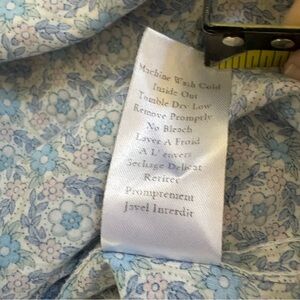 Machine Wash Cold
Inside Out
Tomble Dry Low
Remove Promptly
No Bleach
Laver A Froid
A L' envers
Sechage Delicat
Retirer
Promptement
Javel Interdit